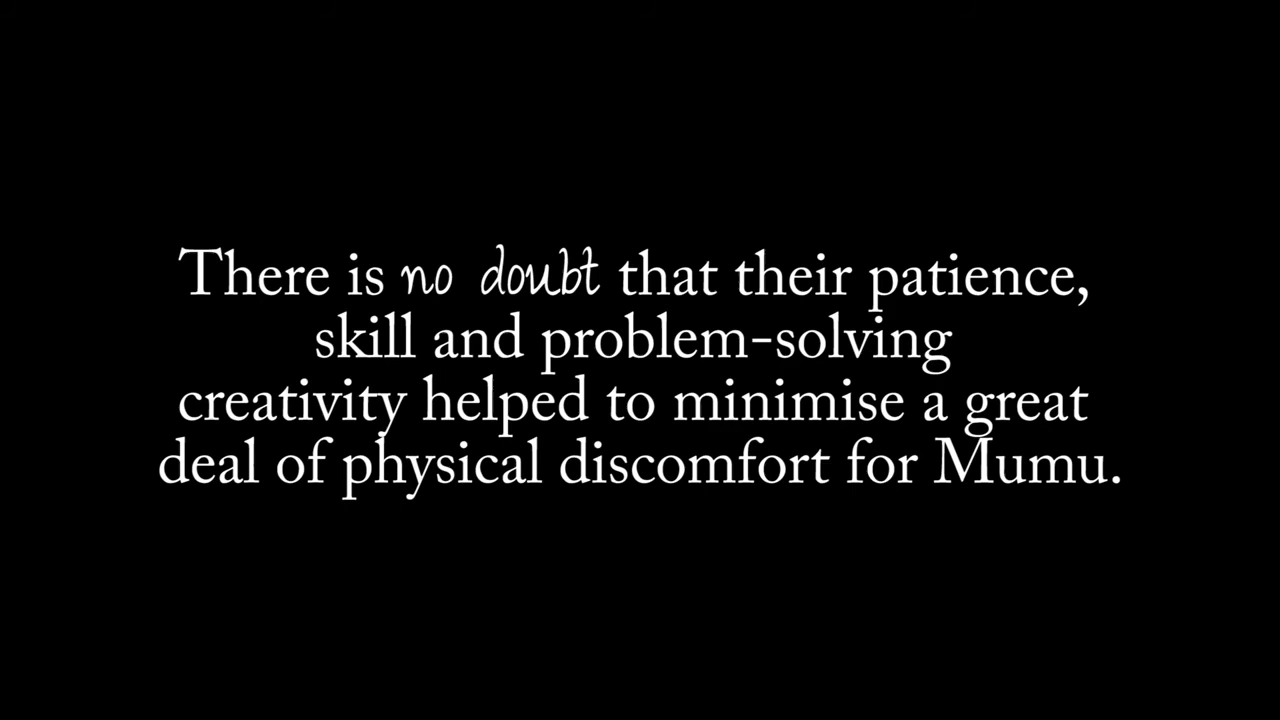 There is no doubt that their patience,
skill and problem-solving
creativity helped to minimise a great
deal of physical discomfort for Mumu.